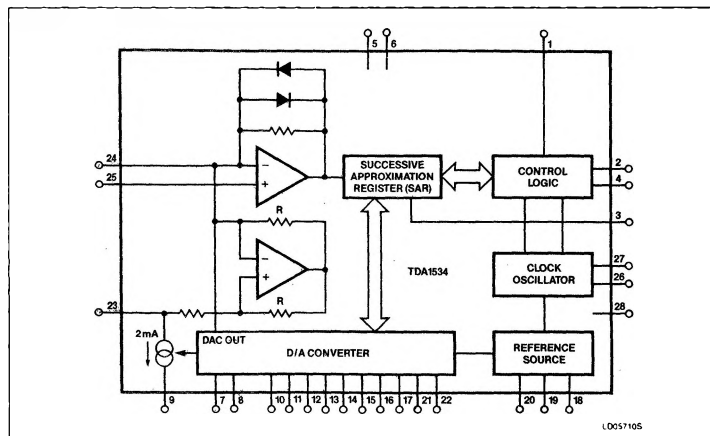 5 6 1
24
25
−
+
SUCCESSIVE
APPROXIMATION
REGISTER (SAR)
CONTROL
LOGIC
2
4
3
R
−
+
R
TDA1534
CLOCK
OSCILLATOR
27
26
28
23
2mA
DAC OUT
D/A CONVERTER
REFERENCE
SOURCE
9 7 8 10 11 12 13 14 15 16 17 21 22 20 19 18
LD05710S